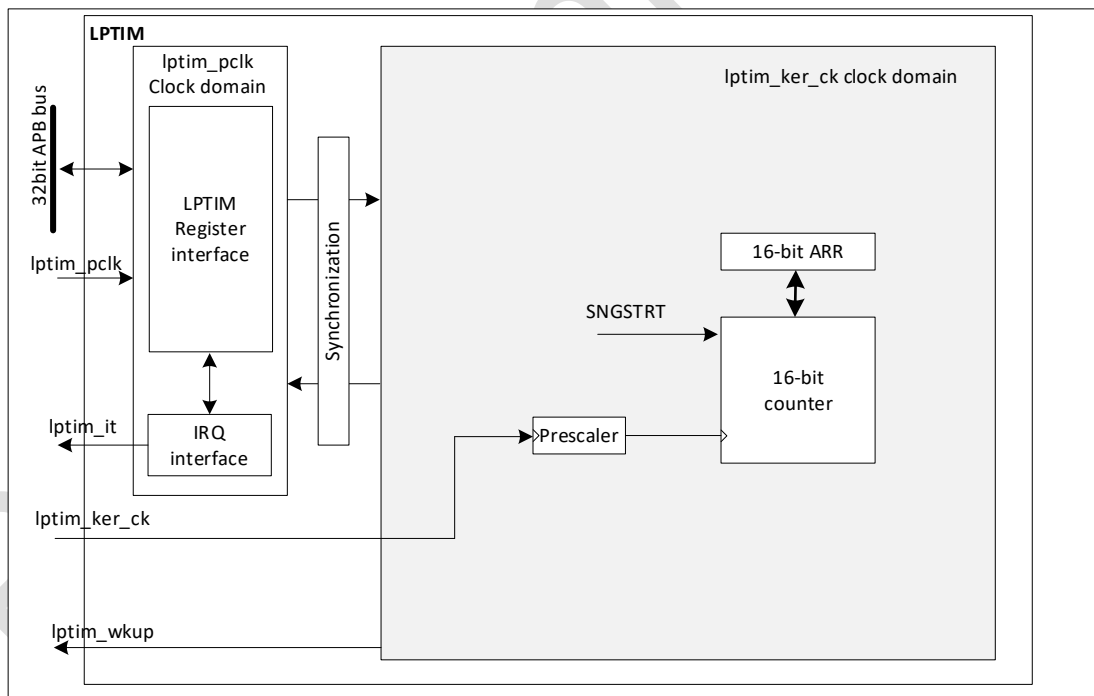 LPTIM
lptim_pclk
Clock domain
lptim_ker_ck clock domain
32bit APB bus
LPTIM
Register
interface
Synchronization
16-bit ARR
lptim_pclk
SNGSTRT
16-bit
counter
lptim_it
IRQ
interface
Prescaler
lptim_ker_ck
lptim_wkup